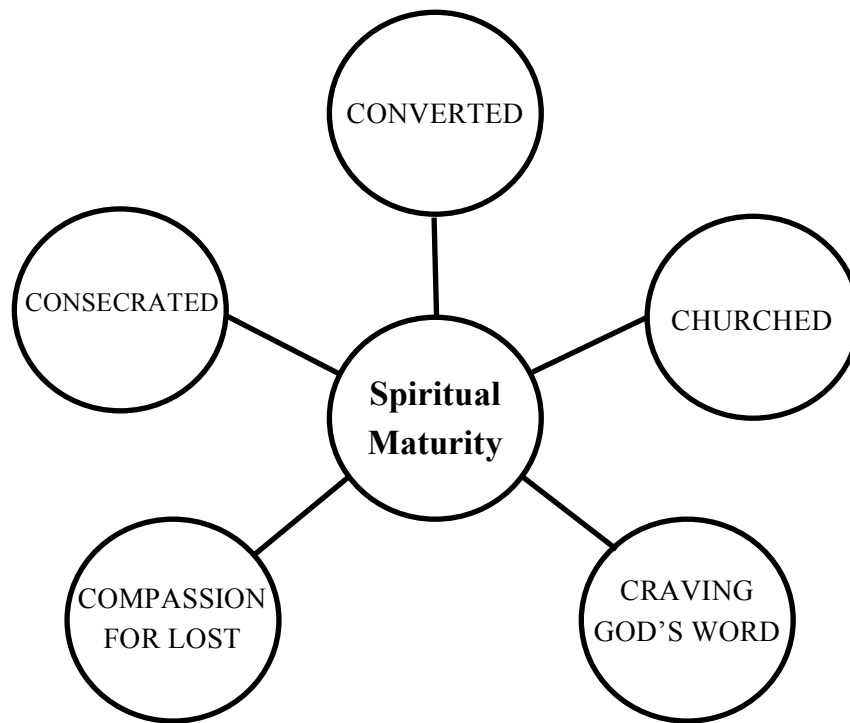 CONVERTED
CONSECRATED
CHURCHED
Spiritual
Maturity
COMPASSION
FOR LOST
CRAVING
GOD’S WORD